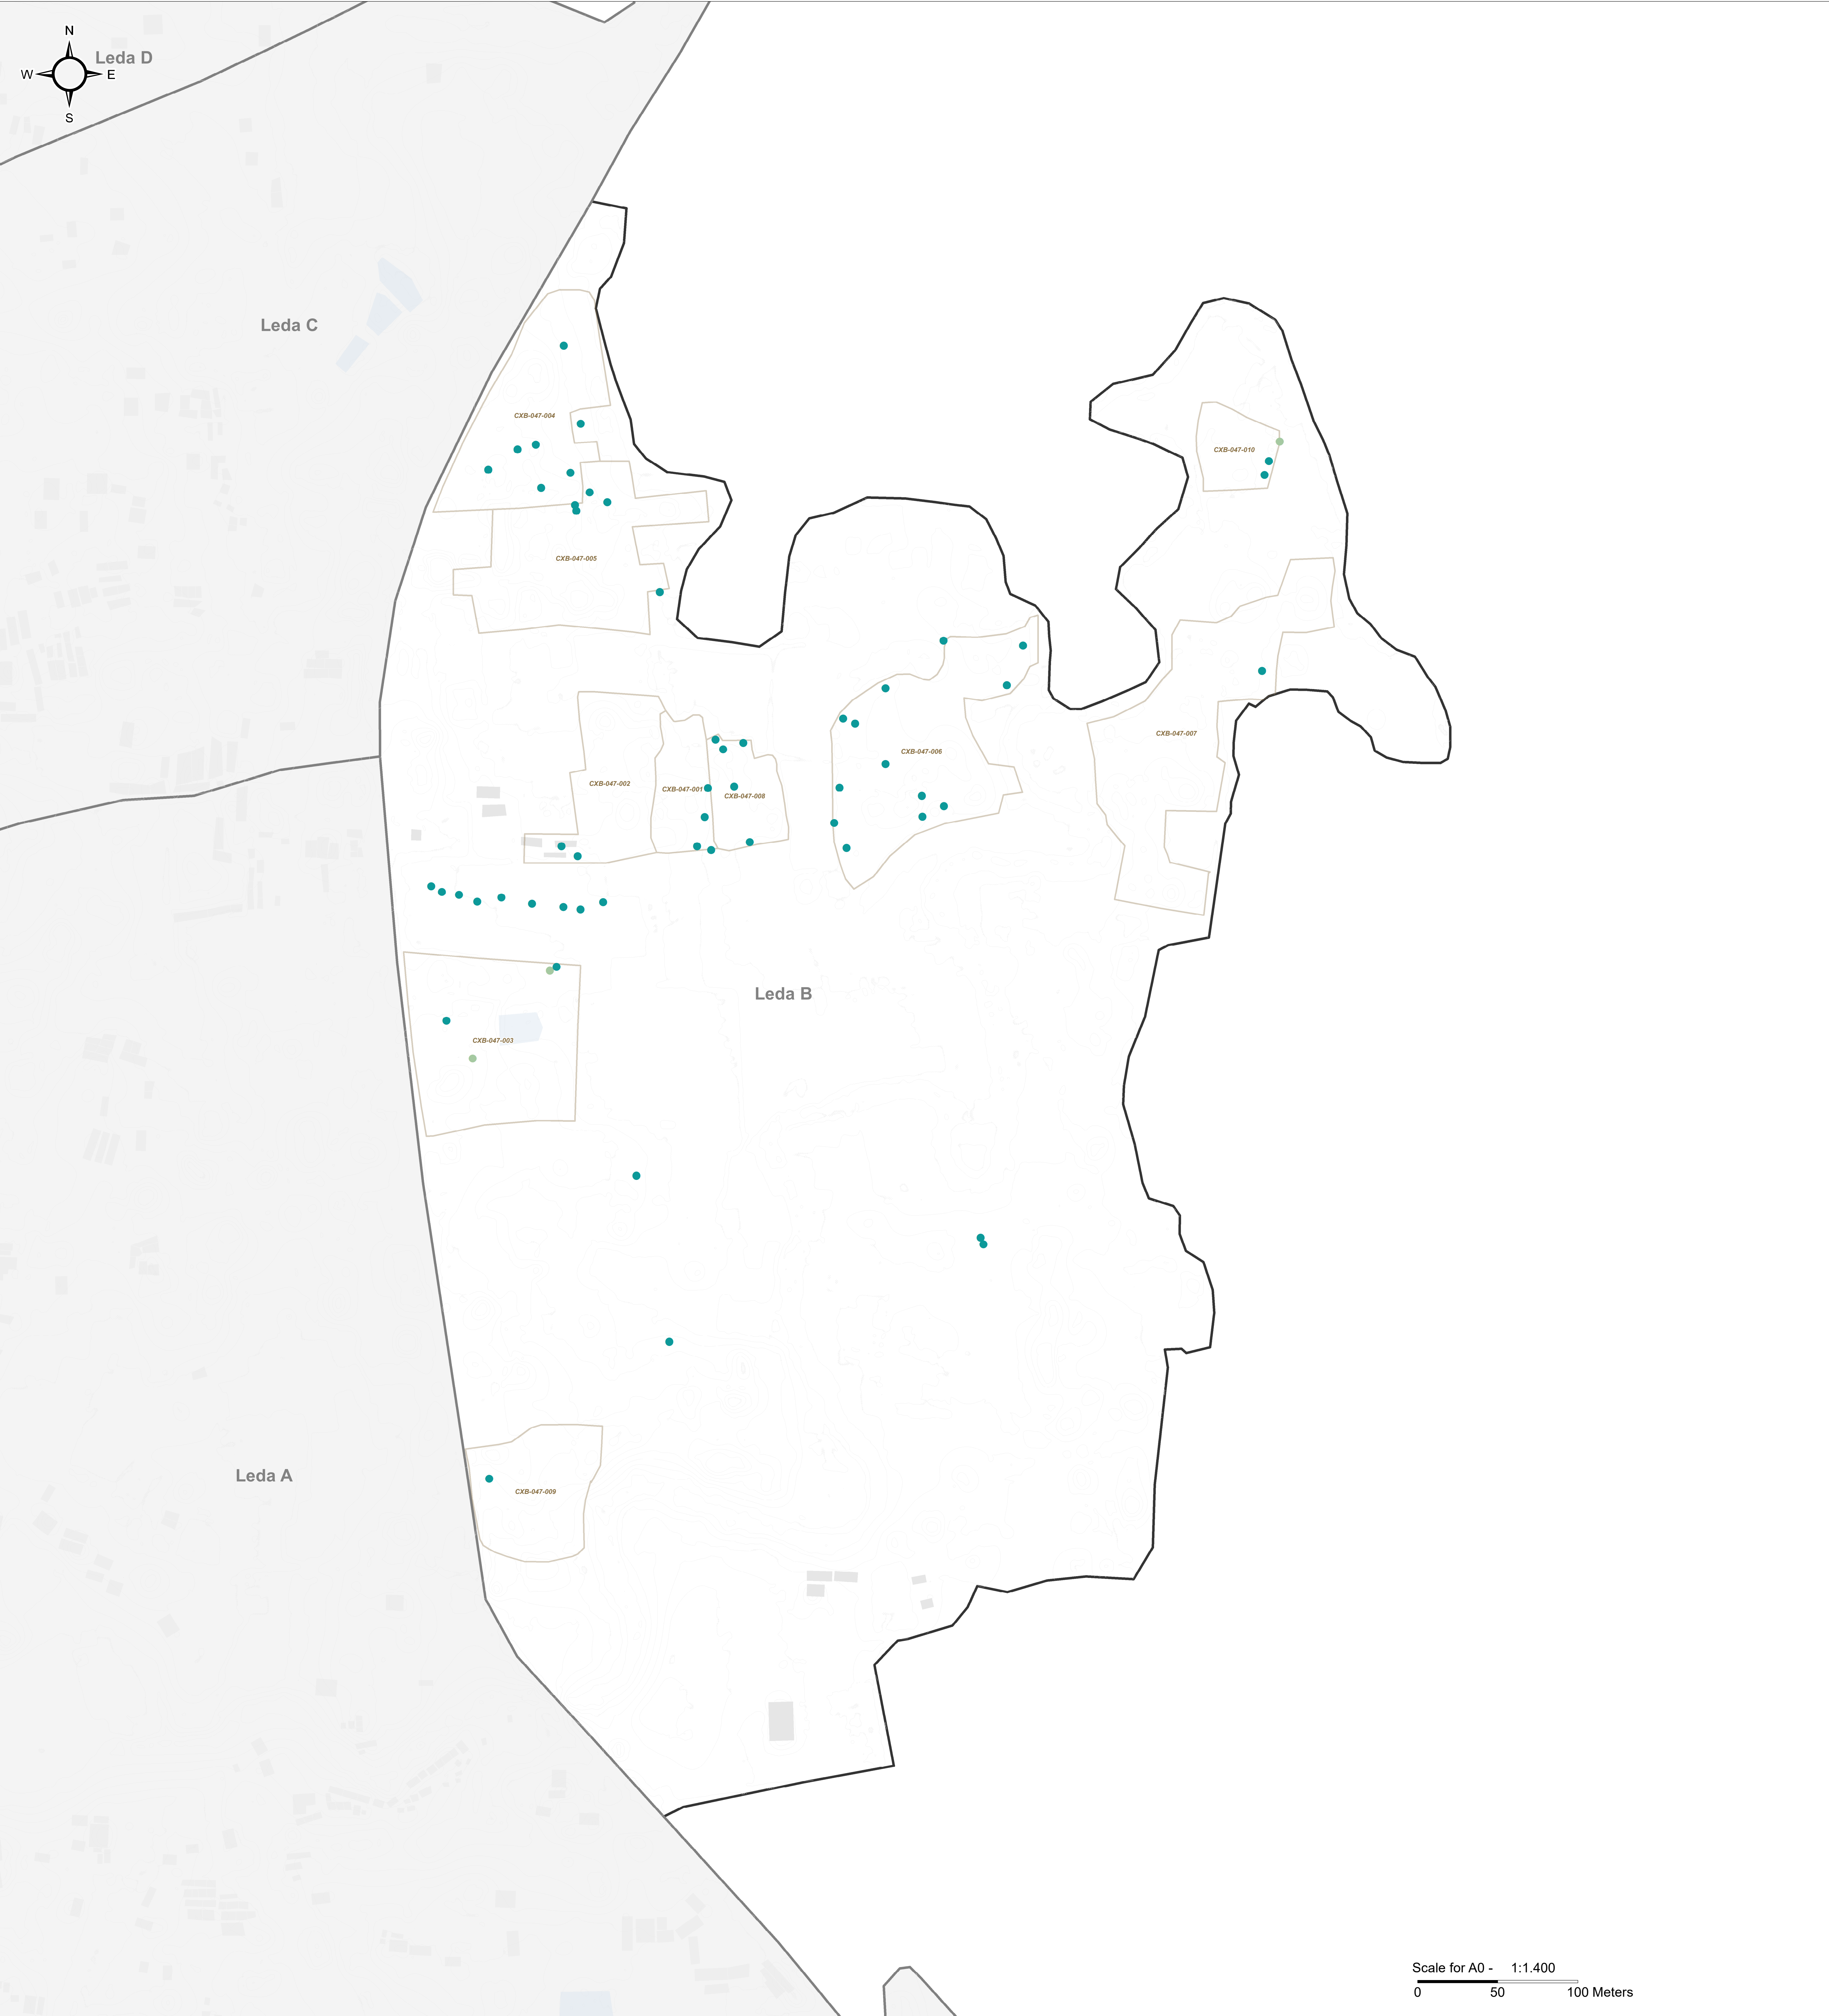 N
Leda D
W E
S
Leda C
CXB-047-004
CXB-047-010
CXB-047-005
CXB-047-007
CXB-047-006
CXB-047-002
CXB-047-001
CXB-047-008
Leda B
CXB-047-003
Leda A
CXB-047-009
Scale for A0 - 1:1.400
0 50 100 Meters